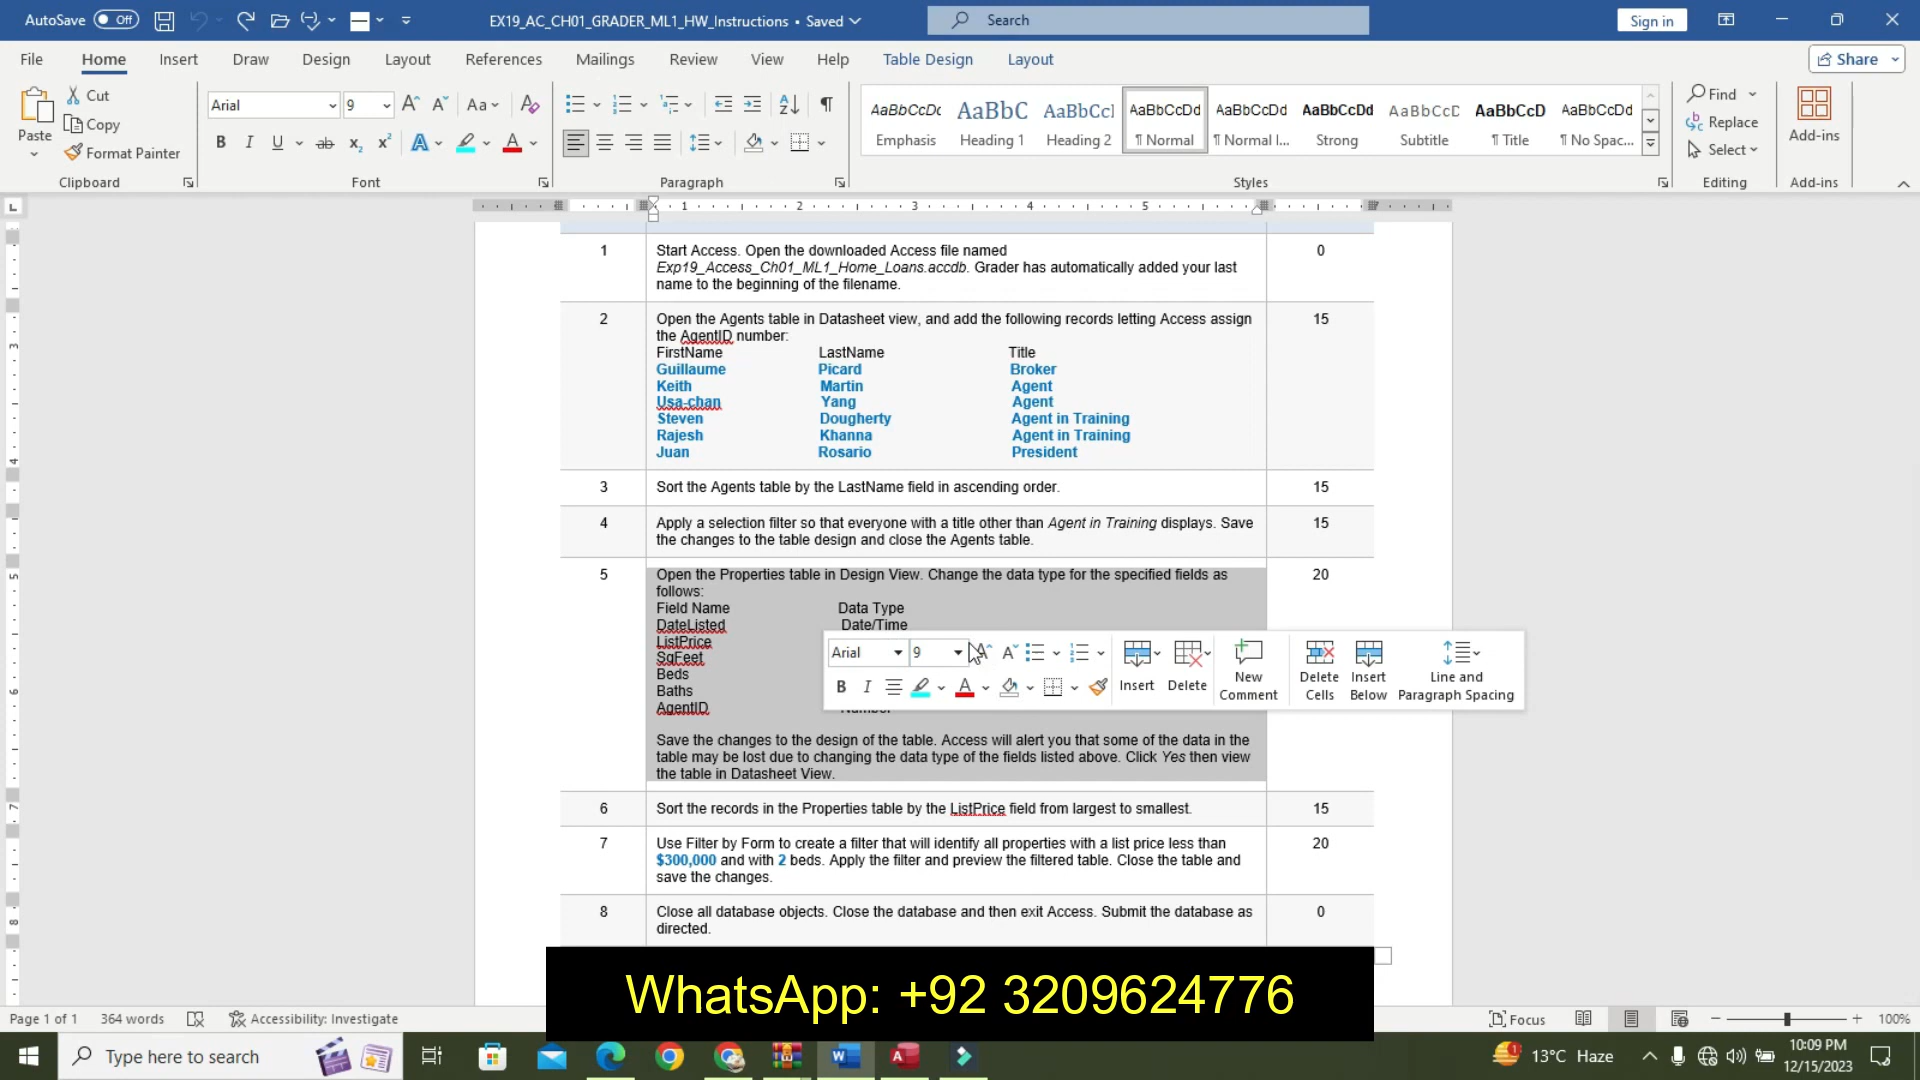 AutoSave Off
EX19_AC_CH01_GRADER_ML1_HW_Instructions • Saved
Search
Sign in
File Home Insert Draw Design Layout References Mailings Review View Help Table Design Layout
Share
Paste
Cut
Copy
Format Painter
Clipboard
Arial 9
Font
Paragraph
AaBbCcDc AaBbC AaBbCcI AaBbCcDd AaBbCcDd AaBbCcDd AaBbCcD AaBbCcD AaBbCcDd
Emphasis Heading 1 Heading 2 ¶ Normal ¶ Normal I... Strong Subtitle ¶ Title ¶ No Spac...
Styles
Find
Replace
Select
Editing
Add-ins
Add-ins
1 2 3 4 5
1 Start Access. Open the downloaded Access file named 0
Exp19_Access_Ch01_ML1_Home_Loans.accdb. Grader has automatically added your last
name to the beginning of the filename.
2 Open the Agents table in Datasheet view, and add the following records letting Access assign 15
the AgentID number:
FirstName LastName Title
Guillaume Picard Broker
Keith Martin Agent
Usa-chan Yang Agent
Steven Dougherty Agent in Training
Rajesh Khanna Agent in Training
Juan Rosario President
3 Sort the Agents table by the LastName field in ascending order. 15
4 Apply a selection filter so that everyone with a title other than Agent in Training displays. Save 15
the changes to the table design and close the Agents table.
5 Open the Properties table in Design View. Change the data type for the specified fields as 20
follows:
Field Name Data Type
DateListed Date/Time
ListPrice
SqFeet
Beds
Baths
AgentID Number
Arial 9
Insert Delete New Comment Delete Cells Insert Below Line and Paragraph Spacing
Save the changes to the design of the table. Access will alert you that some of the data in the
table may be lost due to changing the data type of the fields listed above. Click Yes then view
the table in Datasheet View.
6 Sort the records in the Properties table by the ListPrice field from largest to smallest. 15
7 Use Filter by Form to create a filter that will identify all properties with a list price less than 20
$300,000 and with 2 beds. Apply the filter and preview the filtered table. Close the table and
save the changes.
8 Close all database objects. Close the database and then exit Access. Submit the database as 0
directed.
WhatsApp: +92 3209624776
Page 1 of 1 364 words Accessibility: Investigate
Focus
100%
Type here to search
13°C Haze
10:09 PM
12/15/2023